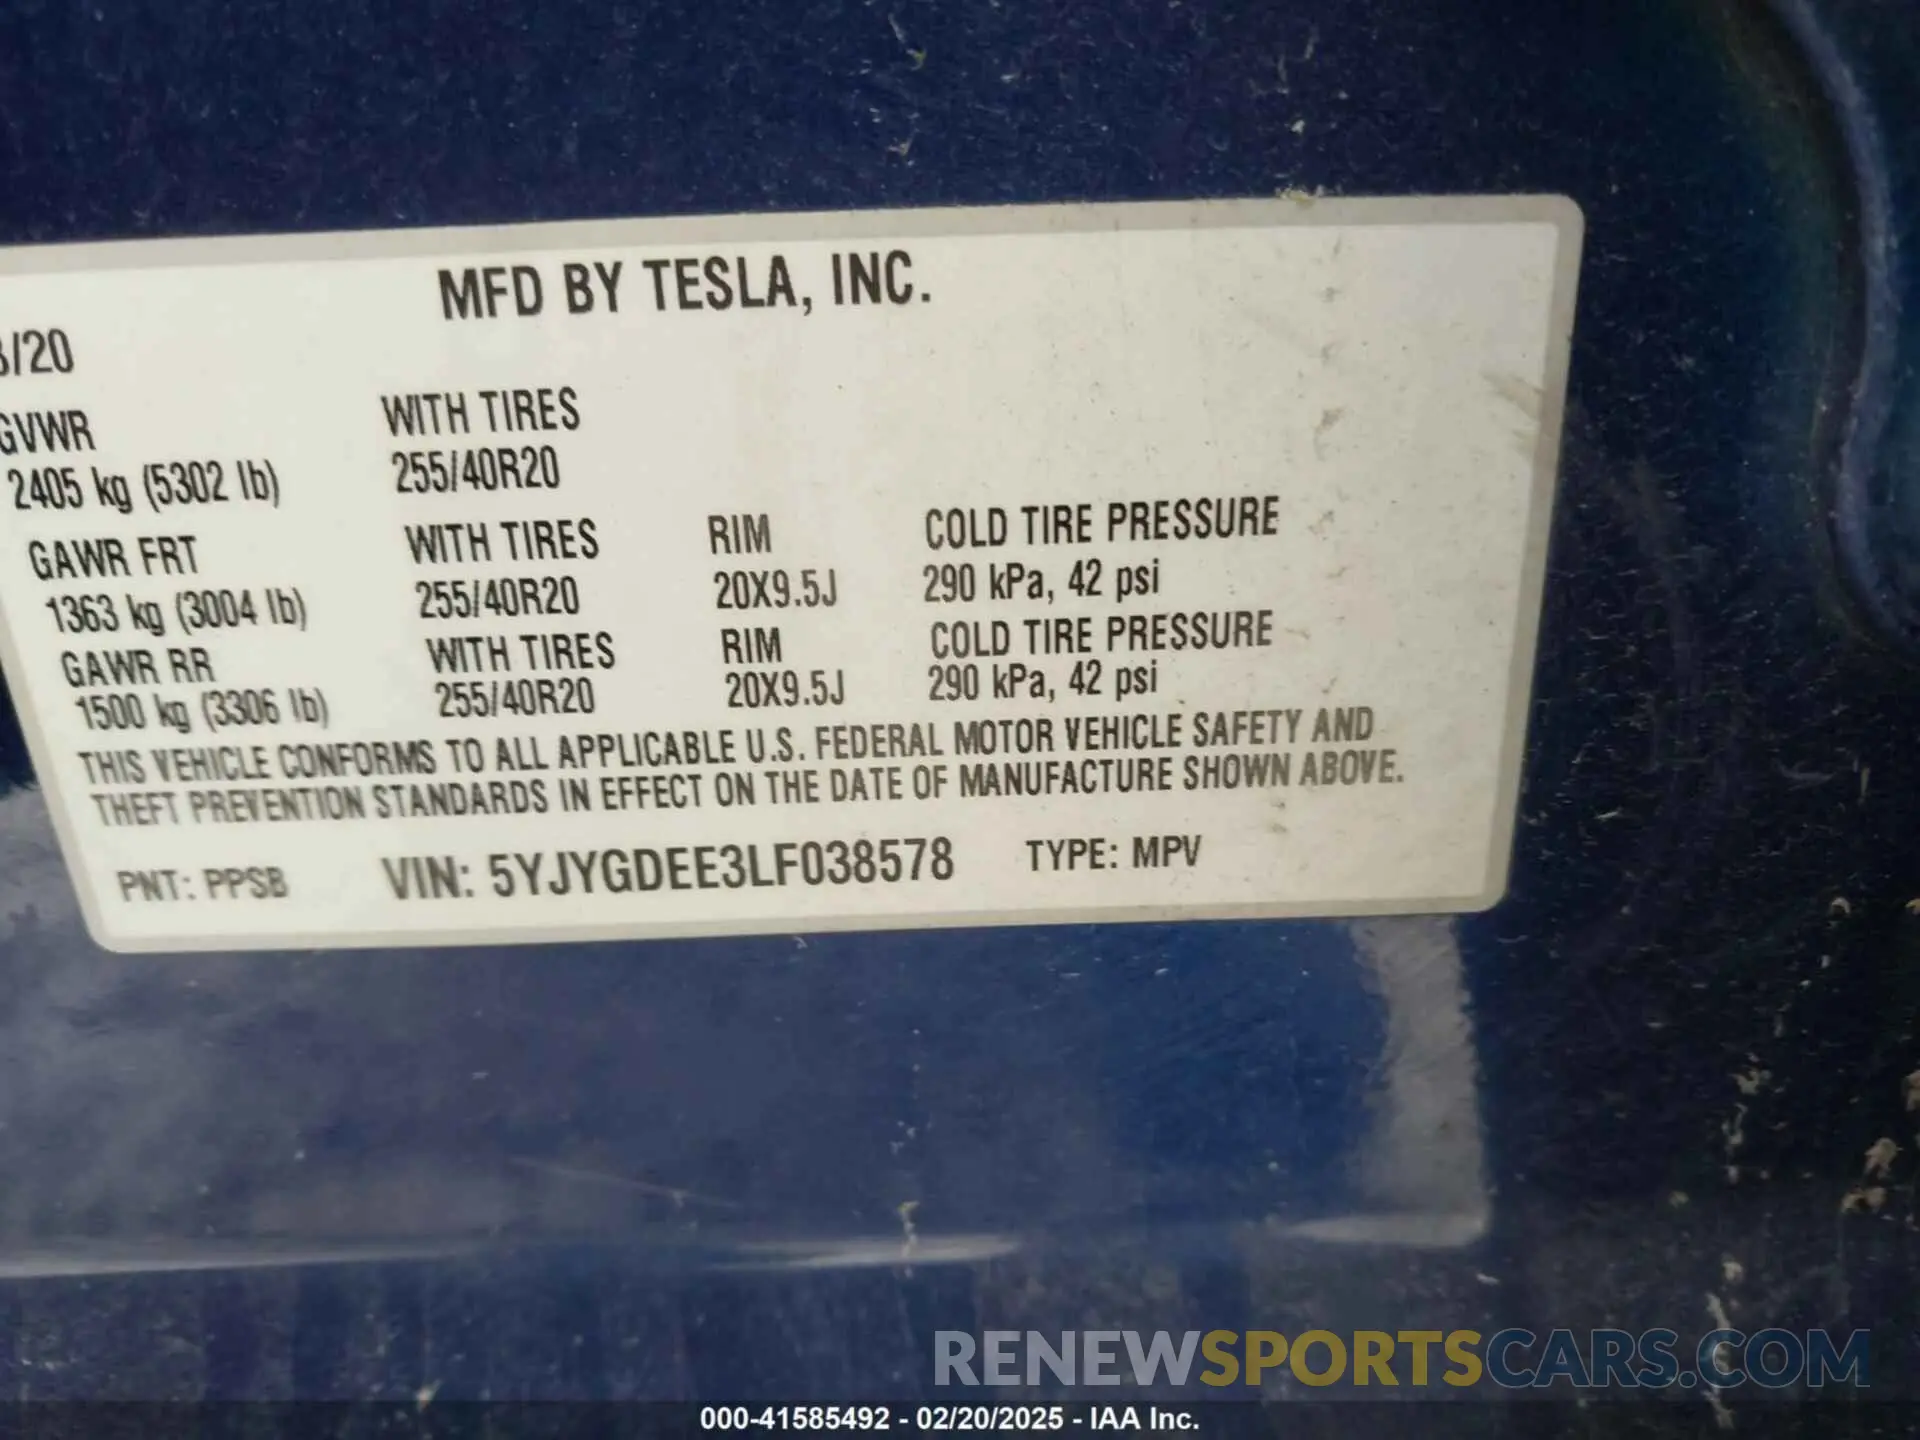 MFD BY TESLA, INC.
/20
GVWR WITH TIRES
2405 kg (5302 lb) 255/40R20
GAWR FRT WITH TIRES RIM COLD TIRE PRESSURE
1363 kg (3004 lb) 255/40R20 20X9.5J 290 kPa, 42 psi
GAWR RR WITH TIRES RIM COLD TIRE PRESSURE
1500 kg (3306 lb) 255/40R20 20X9.5J 290 kPa, 42 psi
THIS VEHICLE CONFORMS TO ALL APPLICABLE U.S. FEDERAL MOTOR VEHICLE SAFETY AND
THEFT PREVENTION STANDARDS IN EFFECT ON THE DATE OF MANUFACTURE SHOWN ABOVE.
PNT: PPSB VIN: 5YJYGDEE3LF038578 TYPE: MPV
RENEWSPORTSCARS.COM
000-41585492 - 02/20/2025 - IAA Inc.